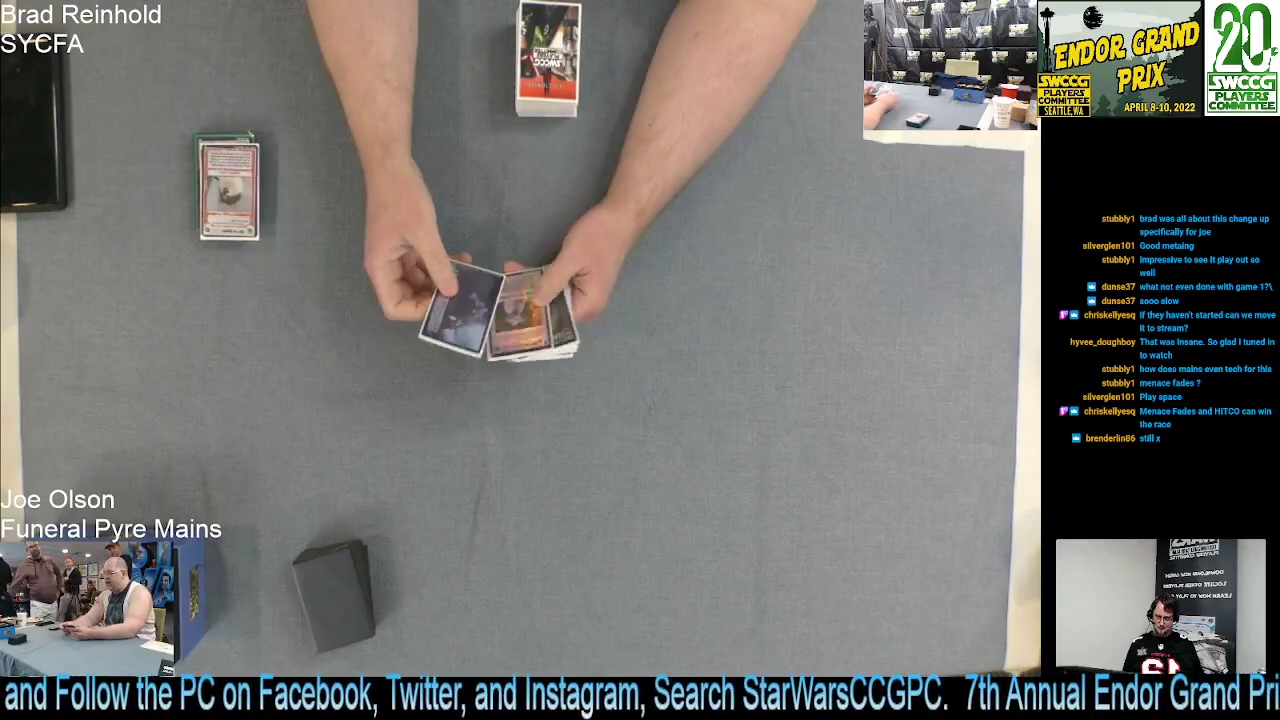 Brad Reinhold
SYCFA
ENDOR GRAND
PRIX
SWCCG
PLAYERS
COMMITTEE
SEATTLE, WA
APRIL 8-10, 2022
20
SWCCG
PLAYERS
COMMITTEE
stubbly1 brad was all about this change up
specifically for joe
silverglen101 Good metaing
stubbly1 Impressive to see it play out so
well
dunse37 what not even done with game 1?\
dunse37 sooo slow
chriskellyesq If they haven't started can we move
it to stream?
hyvee_doughboy That was insane. So glad I tuned in
to watch
stubbly1 how does mains even tech for this
stubbly1 menace fades ?
silverglen101 Play space
chriskellyesq Menace Fades and HITCO can win
the race
brenderlin86 still x
Joe Olson
Funeral Pyre Mains
and Follow the PC on Facebook, Twitter, and Instagram, Search StarWarsCCGPC. 7th Annual Endor Grand Pri